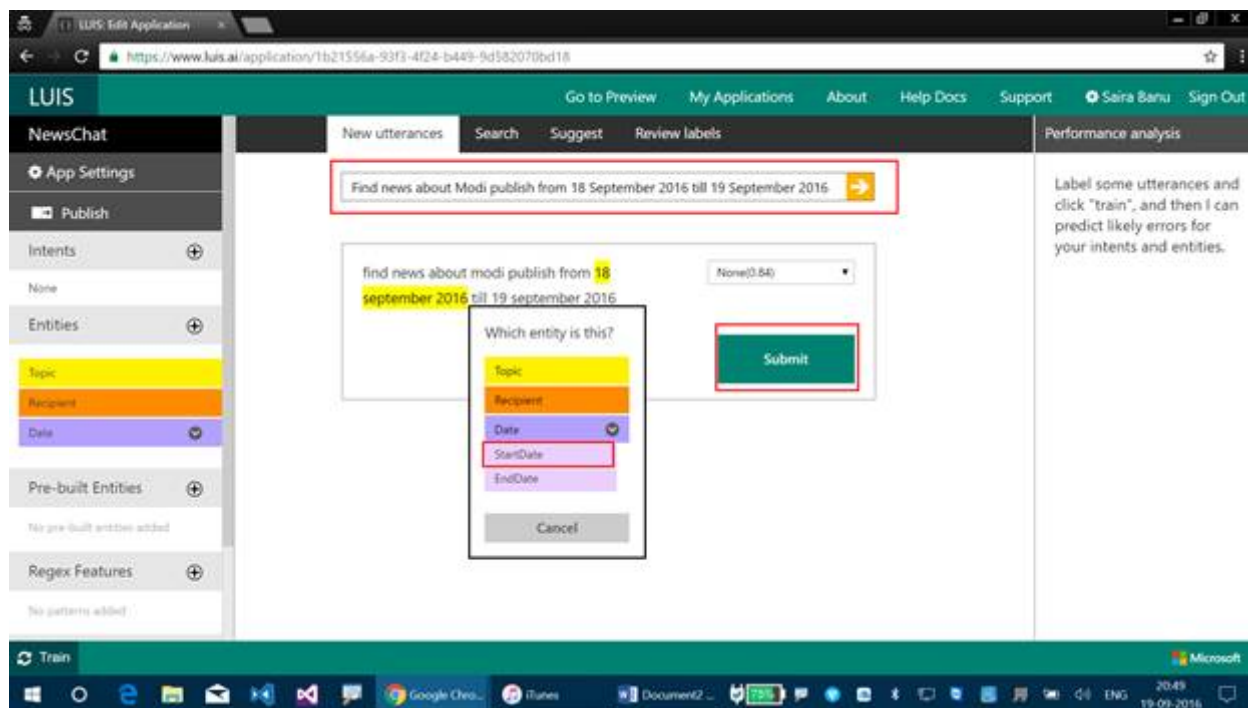 LUIS: Edit Application
https://www.luis.ai/application/1b21556a-93f3-4f24-b449-9d582070bd18
LUIS
Go to Preview My Applications About Help Docs Support Saira Banu Sign Out
NewsChat
New utterances Search Suggest Review labels
Performance analysis
App Settings
Publish
Find news about Modi publish from 18 September 2016 till 19 September 2016
Label some utterances and
click "train", and then I can
predict likely errors for
your intents and entities.
Intents
None
Entities
Topic
Recipient
Date
Pre-built Entities
No pre-built entities added
Regex Features
No patterns added
find news about modi publish from 18
september 2016 till 19 september 2016
None(0.84)
Submit
Which entity is this?
Topic
Recipient
Date
StartDate
EndDate
Cancel
Train
Microsoft
Google Chro... iTunes Document2 - 75% ENG 20:49
19-09-2016